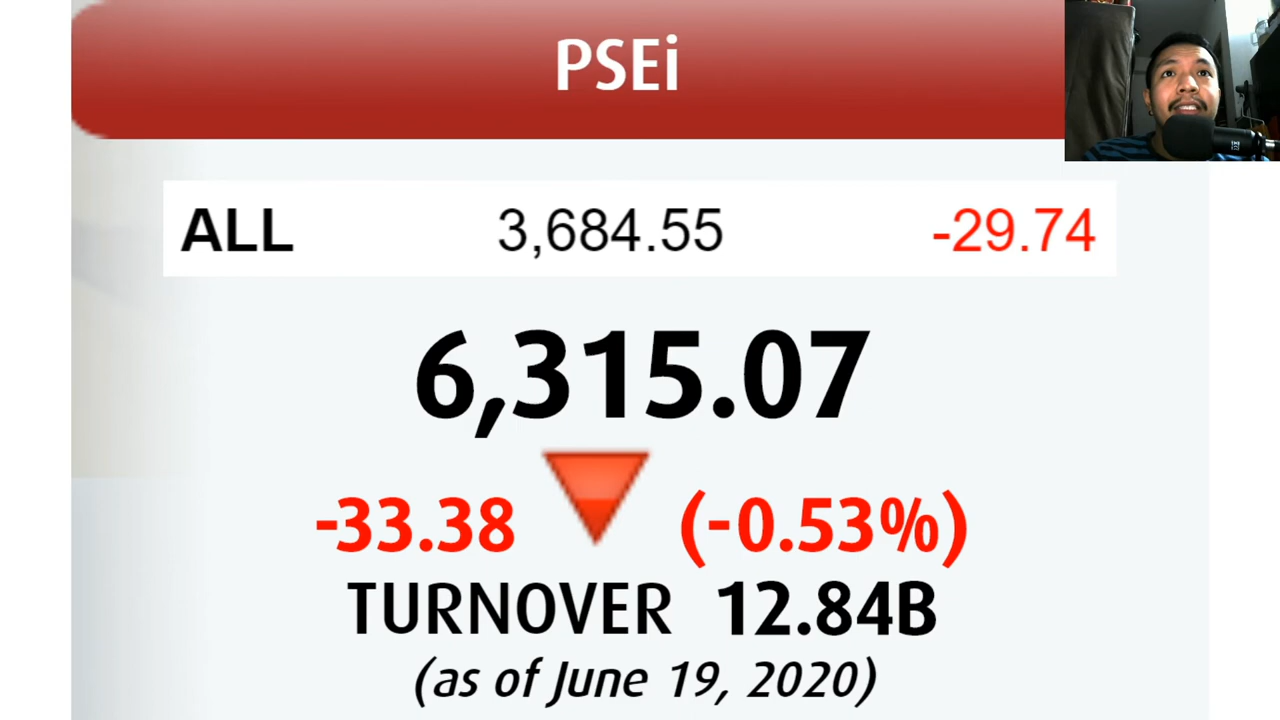 PSEi
ALL 3,684.55 -29.74
6,315.07
-33.38 (-0.53%)
TURNOVER 12.84B
(as of June 19, 2020)